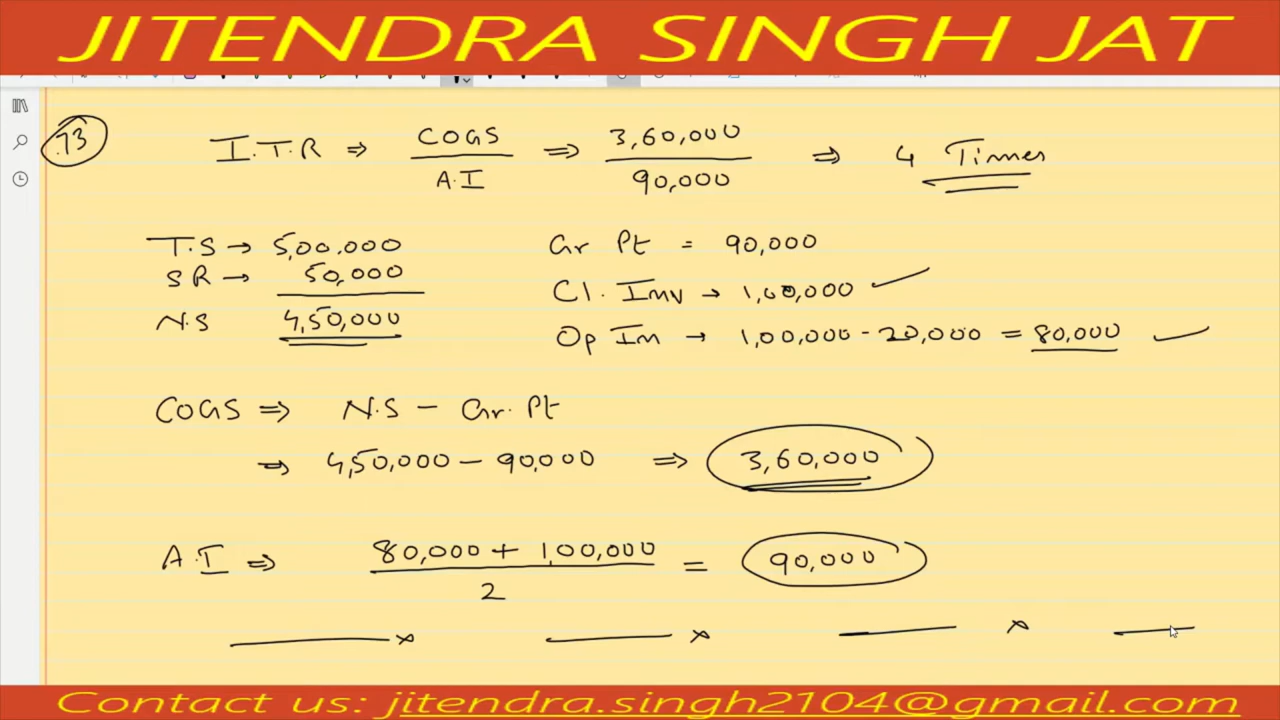 JITENDRA SINGH JAT
73
I.T.R ⇒ COGS / A.I ⇒ 3,60,000 / 90,000 ⇒ 4 Times
T.S → 5,00,000
Gr Pt = 90,000
SR → 50,000
Cl. Inv → 1,00,000 ✓
N.S 4,50,000
Op In → 1,00,000 - 20,000 = 80,000 ✓
COGS ⇒ N.S - Gr. Pt
⇒ 4,50,000 - 90,000 ⇒ 3,60,000
A.I ⇒ 80,000 + 1,00,000 / 2 = 90,000
Contact us: jitendra.singh2104@gmail.com